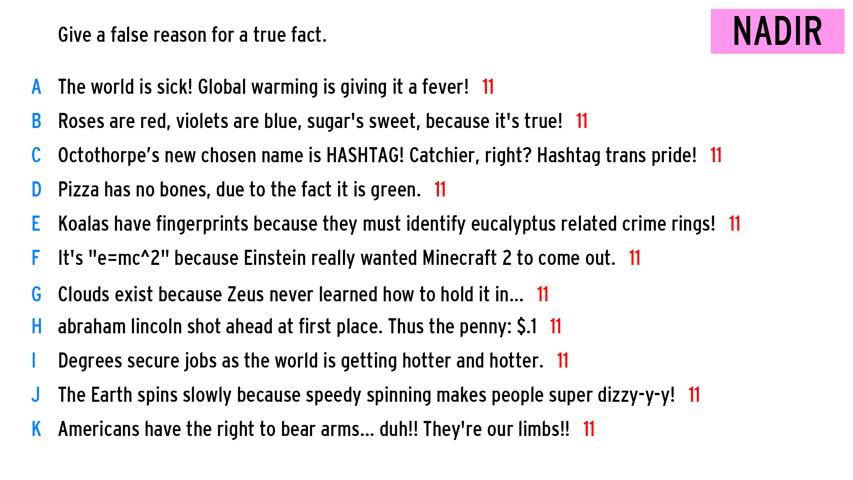 Give a false reason for a true fact.
NADIR
A The world is sick! Global warming is giving it a fever! 11
B Roses are red, violets are blue, sugar's sweet, because it's true! 11
C Octothorpe’s new chosen name is HASHTAG! Catchier, right? Hashtag trans pride! 11
D Pizza has no bones, due to the fact it is green. 11
E Koalas have fingerprints because they must identify eucalyptus related crime rings! 11
F It's "e=mc^2" because Einstein really wanted Minecraft 2 to come out. 11
G Clouds exist because Zeus never learned how to hold it in... 11
H abraham lincoln shot ahead at first place. Thus the penny: $.1 11
I Degrees secure jobs as the world is getting hotter and hotter. 11
J The Earth spins slowly because speedy spinning makes people super dizzy-y-y! 11
K Americans have the right to bear arms... duh!! They're our limbs!! 11